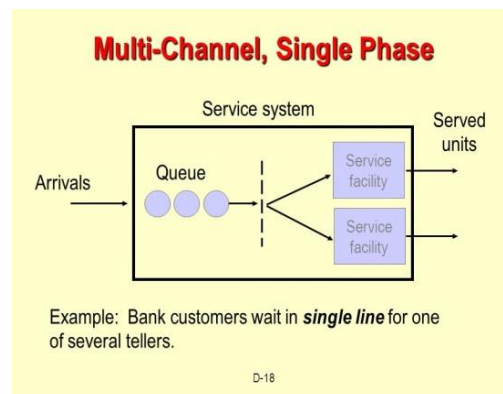 Multi-Channel, Single Phase
Service system
Served
units
Arrivals
Queue
Service
facility
Service
facility
Example: Bank customers wait in single line for one
of several tellers.
D-18